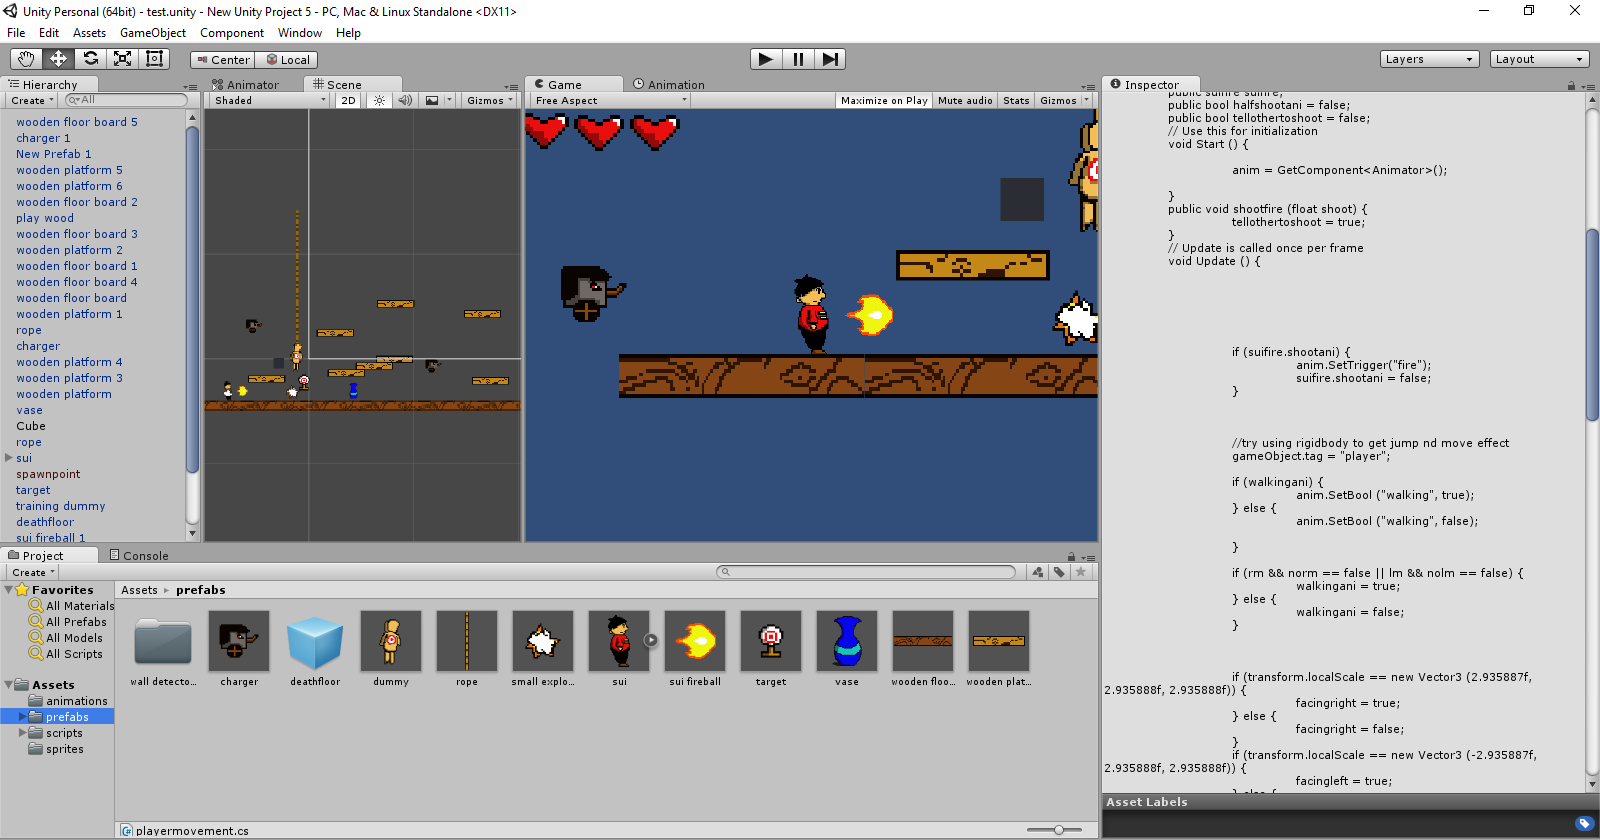 Unity Personal (64bit) - test.unity - New Unity Project 5 - PC, Mac & Linux Standalone <DX11>
File Edit Assets GameObject Component Window Help
Center Local
Layers Layout
Hierarchy
Create All
wooden floor board 5
charger 1
New Prefab 1
wooden platform 5
wooden platform 6
wooden floor board 2
play wood
wooden floor board 3
wooden platform 2
wooden floor board 1
wooden floor board 4
wooden floor board
wooden platform 1
rope
charger
wooden platform 4
wooden platform 3
wooden platform
vase
Cube
rope
sui
spawnpoint
target
training dummy
deathfloor
sui fireball 1
Animator Scene
Shaded 2D Gizmos
Game Animation
Free Aspect Maximize on Play Mute audio Stats Gizmos
Inspector
public suifire suifire;
public bool halfshootani = false;
public bool tellothertoshoot = false;
// Use this for initialization
void Start () {
anim = GetComponent<Animator>();
}
public void shootfire (float shoot) {
tellothertoshoot = true;
}
// Update is called once per frame
void Update () {
if (suifire.shootani) {
anim.SetTrigger("fire");
suifire.shootani = false;
}
//try using rigidbody to get jump nd move effect
gameObject.tag = "player";
if (walkingani) {
anim.SetBool ("walking", true);
} else {
anim.SetBool ("walking", false);
}
if (rm && norm == false || lm && nolm == false) {
walkingani = true;
} else {
walkingani = false;
}
if (transform.localScale == new Vector3 (2.935887f,
2.935888f, 2.935888f)) {
facingright = true;
} else {
facingright = false;
}
if (transform.localScale == new Vector3 (-2.935887f,
2.935888f, 2.935888f)) {
facingleft = true;
} else {
Asset Labels
Project Console
Create
Favorites
All Materials
All Prefabs
All Models
All Scripts
Assets
animations
prefabs
scripts
sprites
Assets prefabs
wall detecto... charger deathfloor dummy rope small explo... sui sui fireball target vase wooden floo... wooden plat...
playermovement.cs